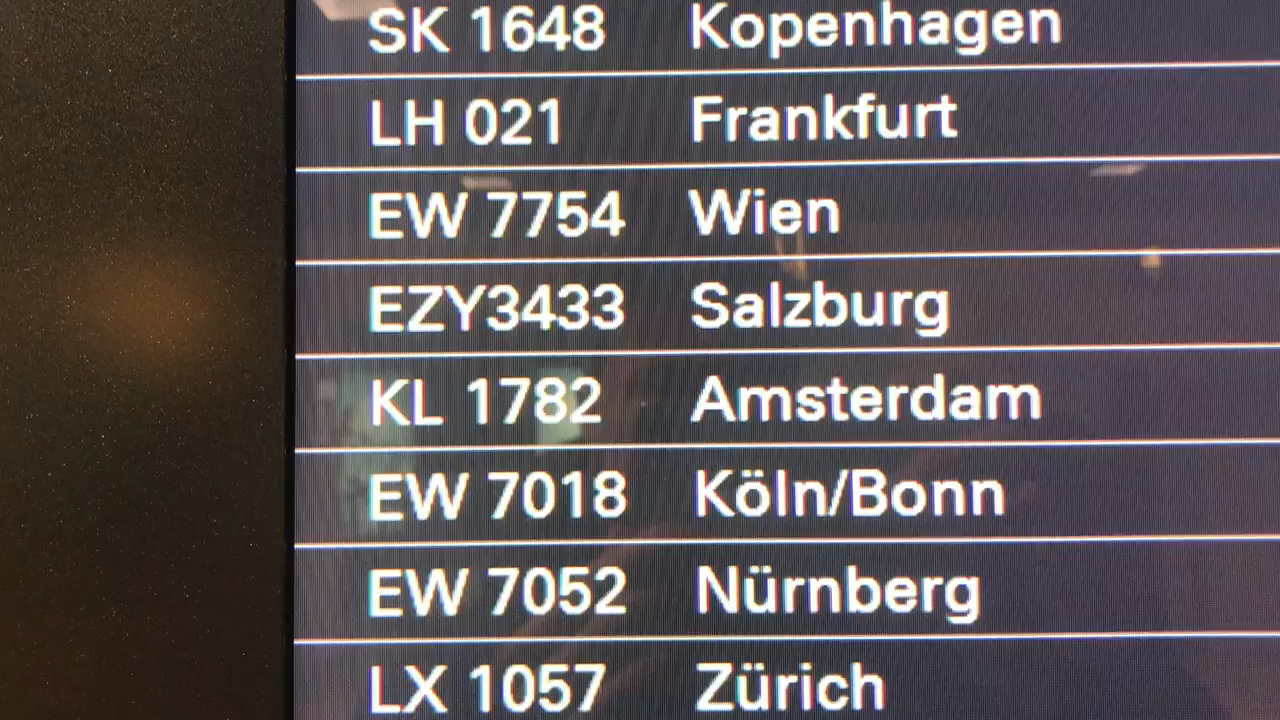 SK 1648 Kopenhagen
LH 021 Frankfurt
EW 7754 Wien
EZY3433 Salzburg
KL 1782 Amsterdam
EW 7018 Köln/Bonn
EW 7052 Nürnberg
LX 1057 Zürich